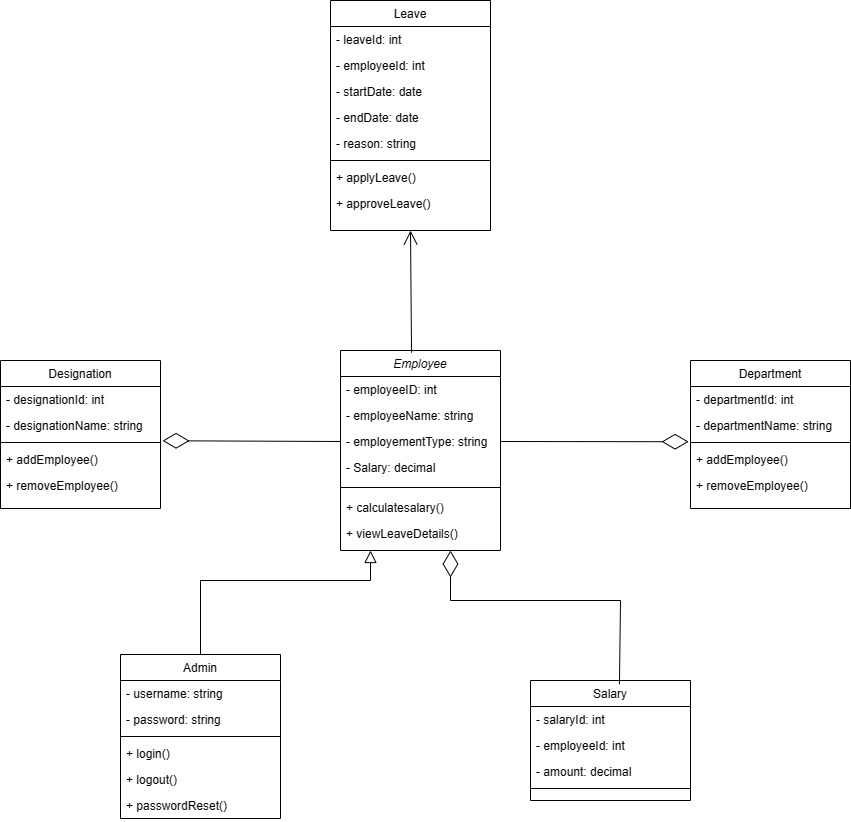 Leave
- leaveId: int
- employeeId: int
- startDate: date
- endDate: date
- reason: string
+ applyLeave()
+ approveLeave()
Designation
- designationId: int
- designationName: string
+ addEmployee()
+ removeEmployee()
Employee
- employeeID: int
- employeeName: string
- employementType: string
- Salary: decimal
+ calculatesalary()
+ viewLeaveDetails()
Department
- departmentId: int
- departmentName: string
+ addEmployee()
+ removeEmployee()
Admin
- username: string
- password: string
+ login()
+ logout()
+ passwordReset()
Salary
- salaryId: int
- employeeId: int
- amount: decimal